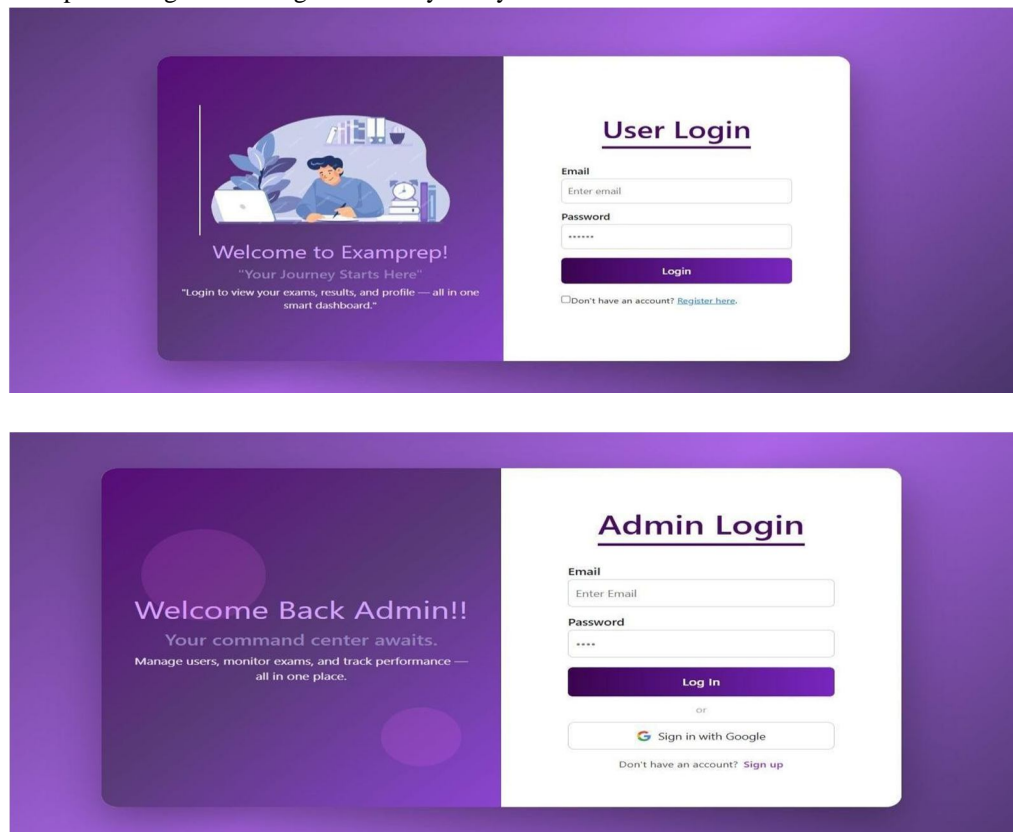 User Login
Email
Enter email
Password
••••••
Login
Don't have an account? Register here.
Welcome to Examprep!
"Your Journey Starts Here"
"Login to view your exams, results, and profile — all in one
smart dashboard."
Admin Login
Email
Enter Email
Password
••••
Log In
or
Sign in with Google
Don't have an account? Sign up
Welcome Back Admin!!
Your command center awaits.
Manage users, monitor exams, and track performance —
all in one place.